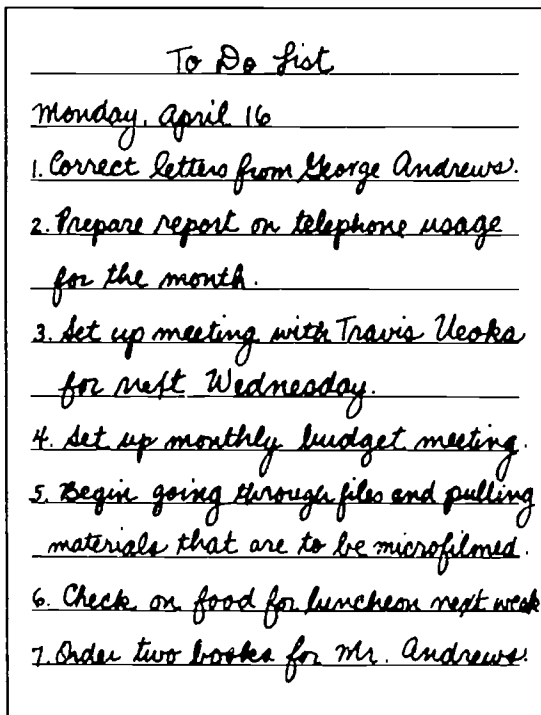 To Do List
Monday, April 16
1. Correct letters from George Andrews.
2. Prepare report on telephone usage
for the month.
3. Set up meeting with Travis Ueoka
for next Wednesday.
4. Set up monthly budget meeting.
5. Begin going through files and pulling
materials that are to be microfilmed.
6. Check on food for luncheon next week
7. Order two books for Mr. Andrews.